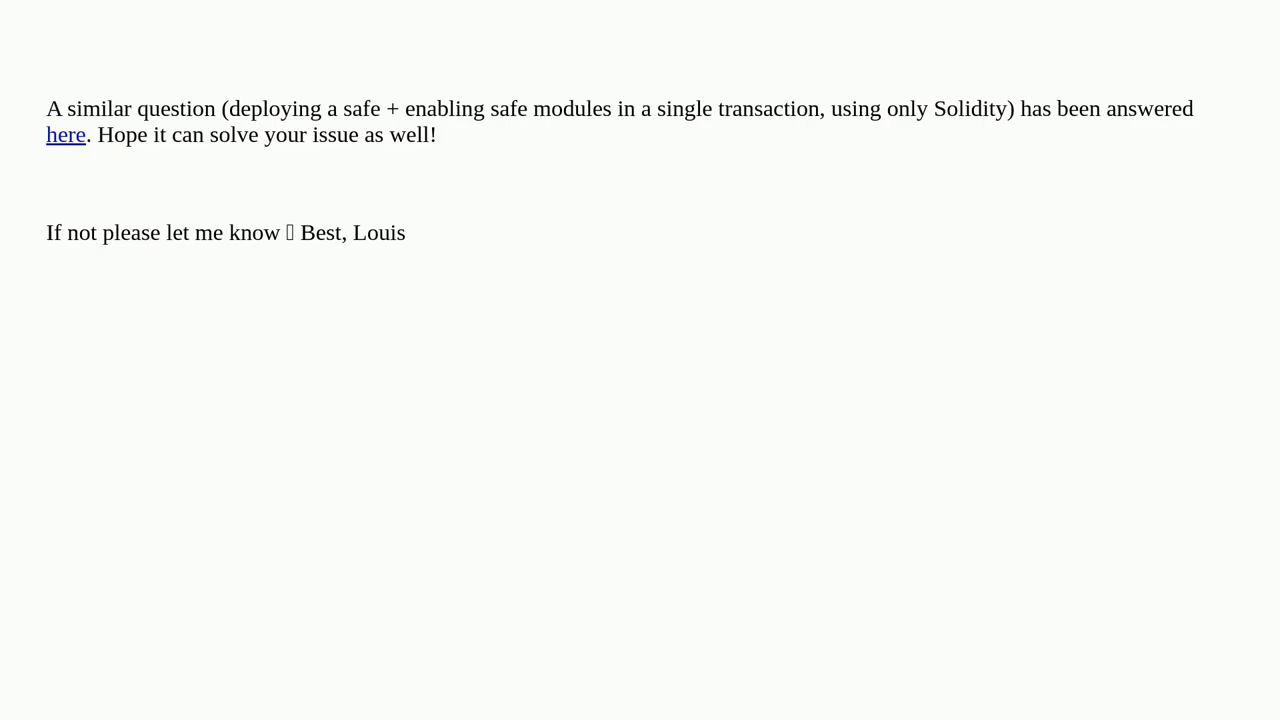 A similar question (deploying a safe + enabling safe modules in a single transaction, using only Solidity) has been answered
here. Hope it can solve your issue as well!
If not please let me know Best, Louis